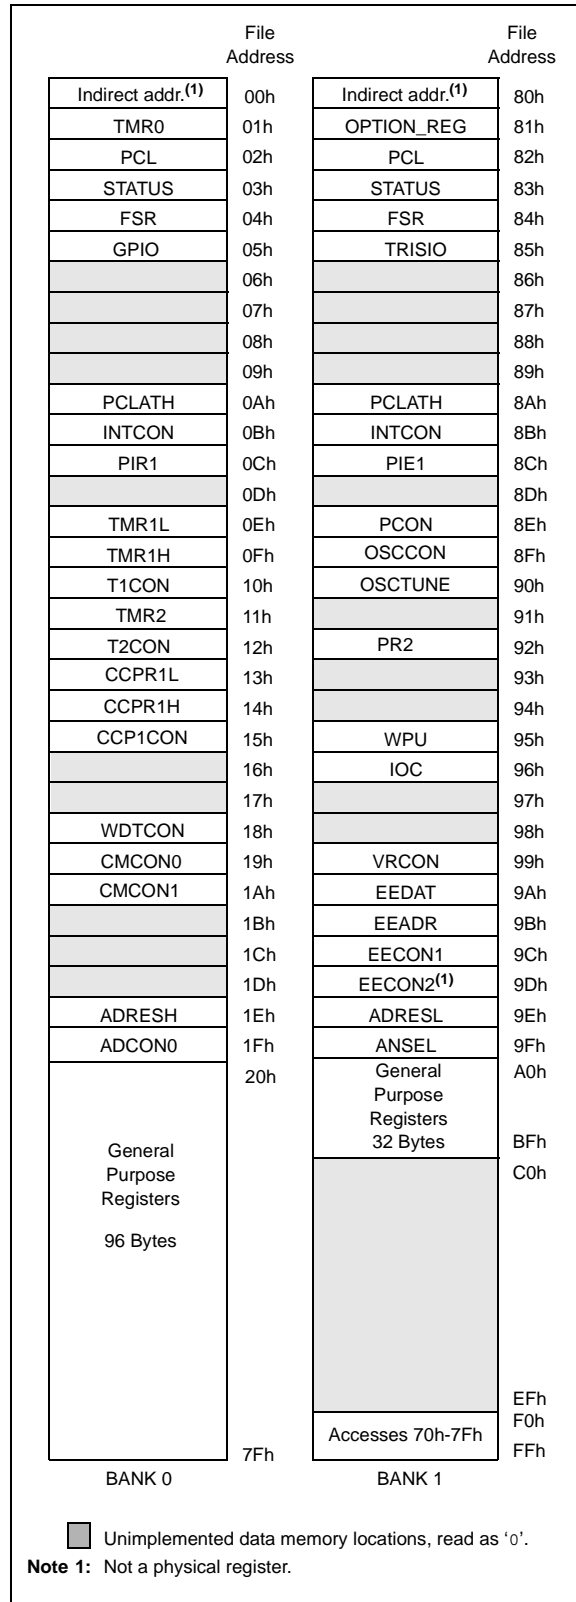 File Address File Address
Indirect addr.(1) 00h Indirect addr.(1) 80h
TMR0 01h OPTION_REG 81h
PCL 02h PCL 82h
STATUS 03h STATUS 83h
FSR 04h FSR 84h
GPIO 05h TRISIO 85h
06h 86h
07h 87h
08h 88h
09h 89h
PCLATH 0Ah PCLATH 8Ah
INTCON 0Bh INTCON 8Bh
PIR1 0Ch PIE1 8Ch
0Dh 8Dh
TMR1L 0Eh PCON 8Eh
TMR1H 0Fh OSCCON 8Fh
T1CON 10h OSCTUNE 90h
TMR2 11h 91h
T2CON 12h PR2 92h
CCPR1L 13h 93h
CCPR1H 14h 94h
CCP1CON 15h WPU 95h
16h IOC 96h
17h 97h
WDTCON 18h 98h
CMCON0 19h VRCON 99h
CMCON1 1Ah EEDAT 9Ah
1Bh EEADR 9Bh
1Ch EECON1 9Ch
1Dh EECON2(1) 9Dh
ADRESH 1Eh ADRESL 9Eh
ADCON0 1Fh ANSEL 9Fh
20h General A0h
Purpose
Registers
32 Bytes BFh
General
Purpose C0h
Registers
96 Bytes
EFh
F0h
Accesses 70h-7Fh
7Fh FFh
BANK 0 BANK 1
Unimplemented data memory locations, read as ‘0’.
Note 1: Not a physical register.